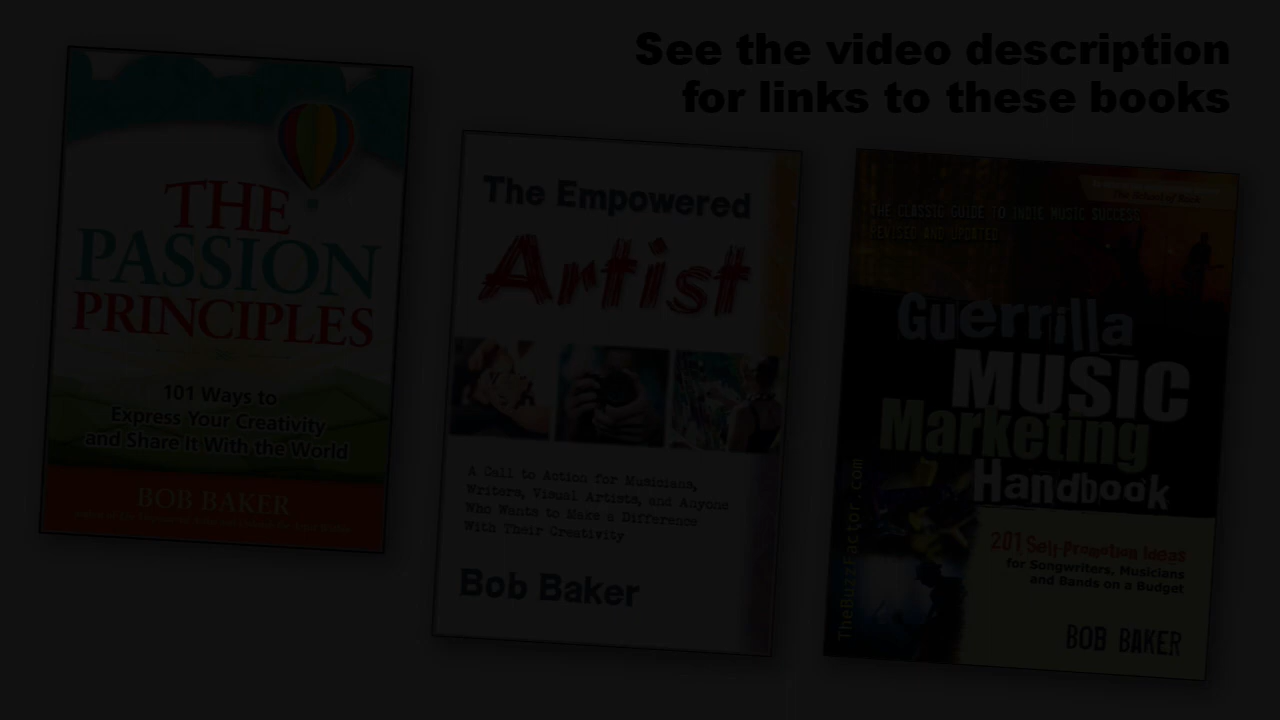 See the video description
for links to these books
THE
PASSION
PRINCIPLES
101 Ways to
Express Your Creativity
and Share It With the World
BOB BAKER
The Empowered
Artist
A Call to Action for Musicians,
Writers, Visual Artists, and Anyone
Who Wants to Make a Difference
With Their Creativity
Bob Baker
the School of Rock
THE CLASSIC GUIDE TO INDIE MUSIC SUCCESS
REVISED AND UPDATED
Guerrilla
MUSIC
Marketing
Handbook
201 Self-Promotion Ideas
for Songwriters, Musicians
and Bands on a Budget
TheBuzzFactor.com
BOB BAKER